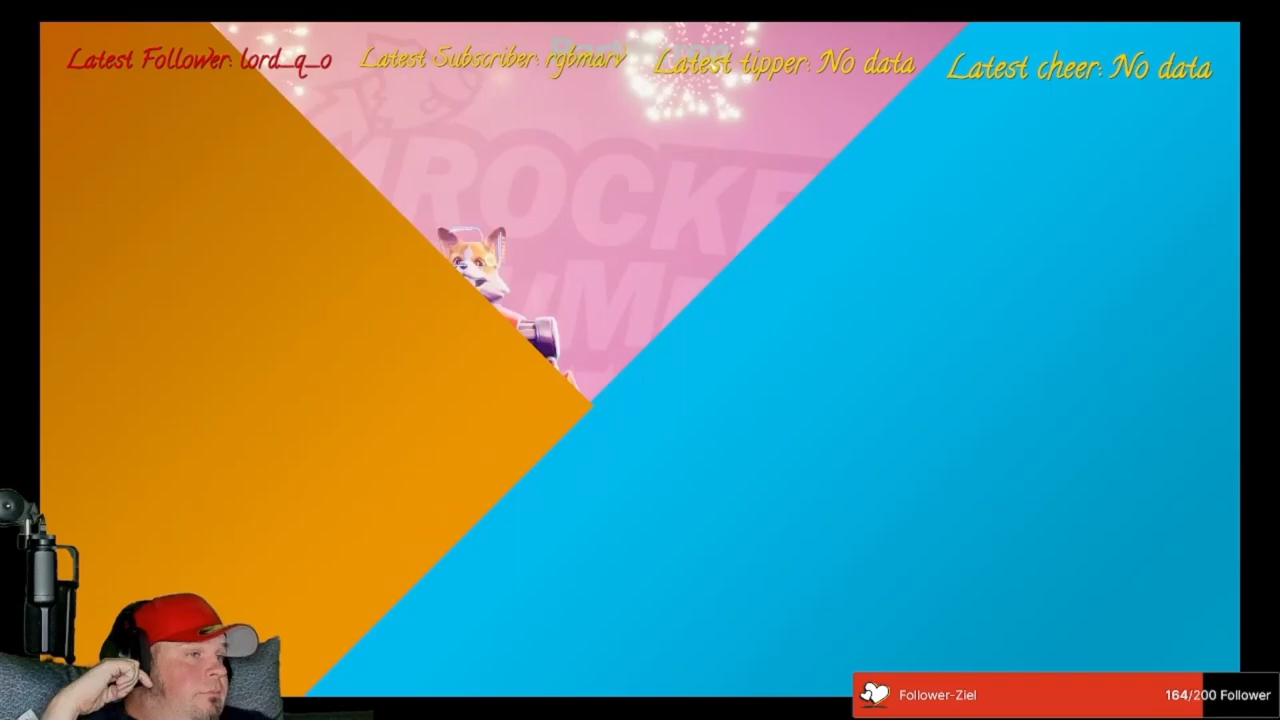 Latest Follower: lord_q_o
Latest Subscriber: rgbmarv
Latest tipper: No data
Latest cheer: No data
ROCKE
Follower-Ziel
164/200 Follower